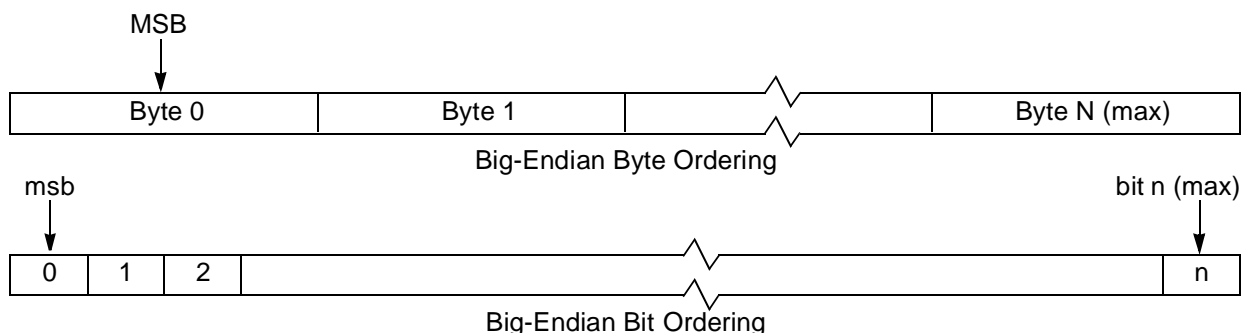 MSB
Byte 0 Byte 1 Byte N (max)
Big-Endian Byte Ordering
msb bit n (max)
0 1 2 n
Big-Endian Bit Ordering